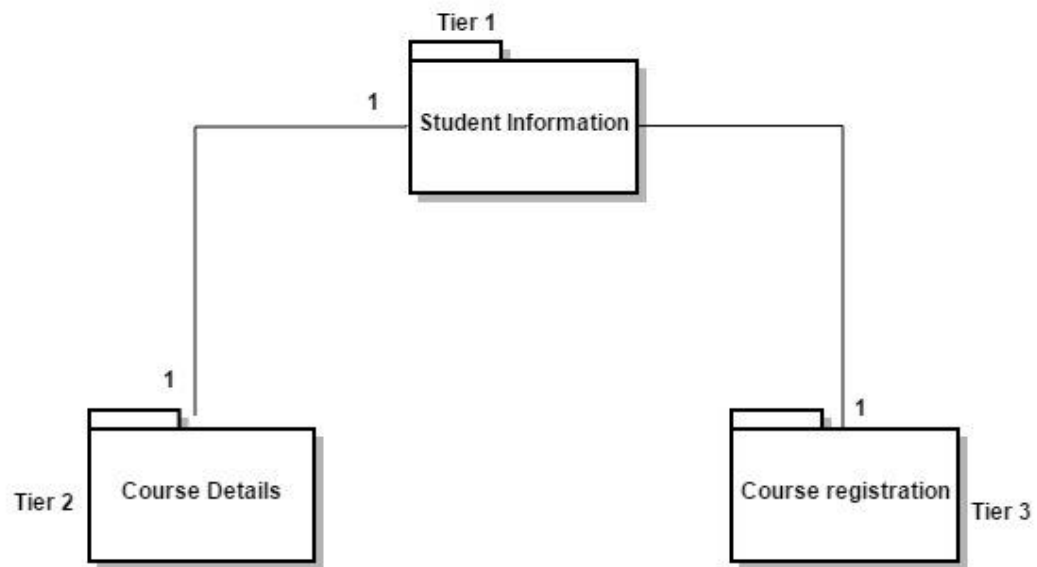 Tier 1
1
Student Information
1
1
Course Details
Course registration
Tier 2
Tier 3